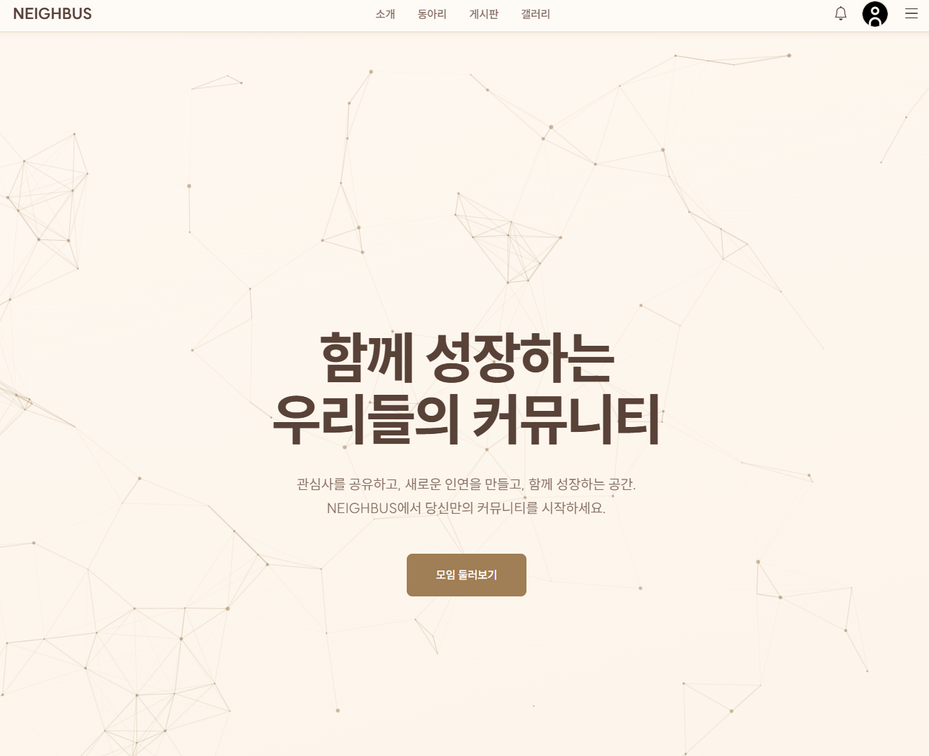 NEIGHBUS
소개 동아리 게시판 갤러리
함께 성장하는
우리들의 커뮤니티
관심사를 공유하고, 새로운 인연을 만들고, 함께 성장하는 공간.
NEIGHBUS에서 당신만의 커뮤니티를 시작하세요.
모임 둘러보기